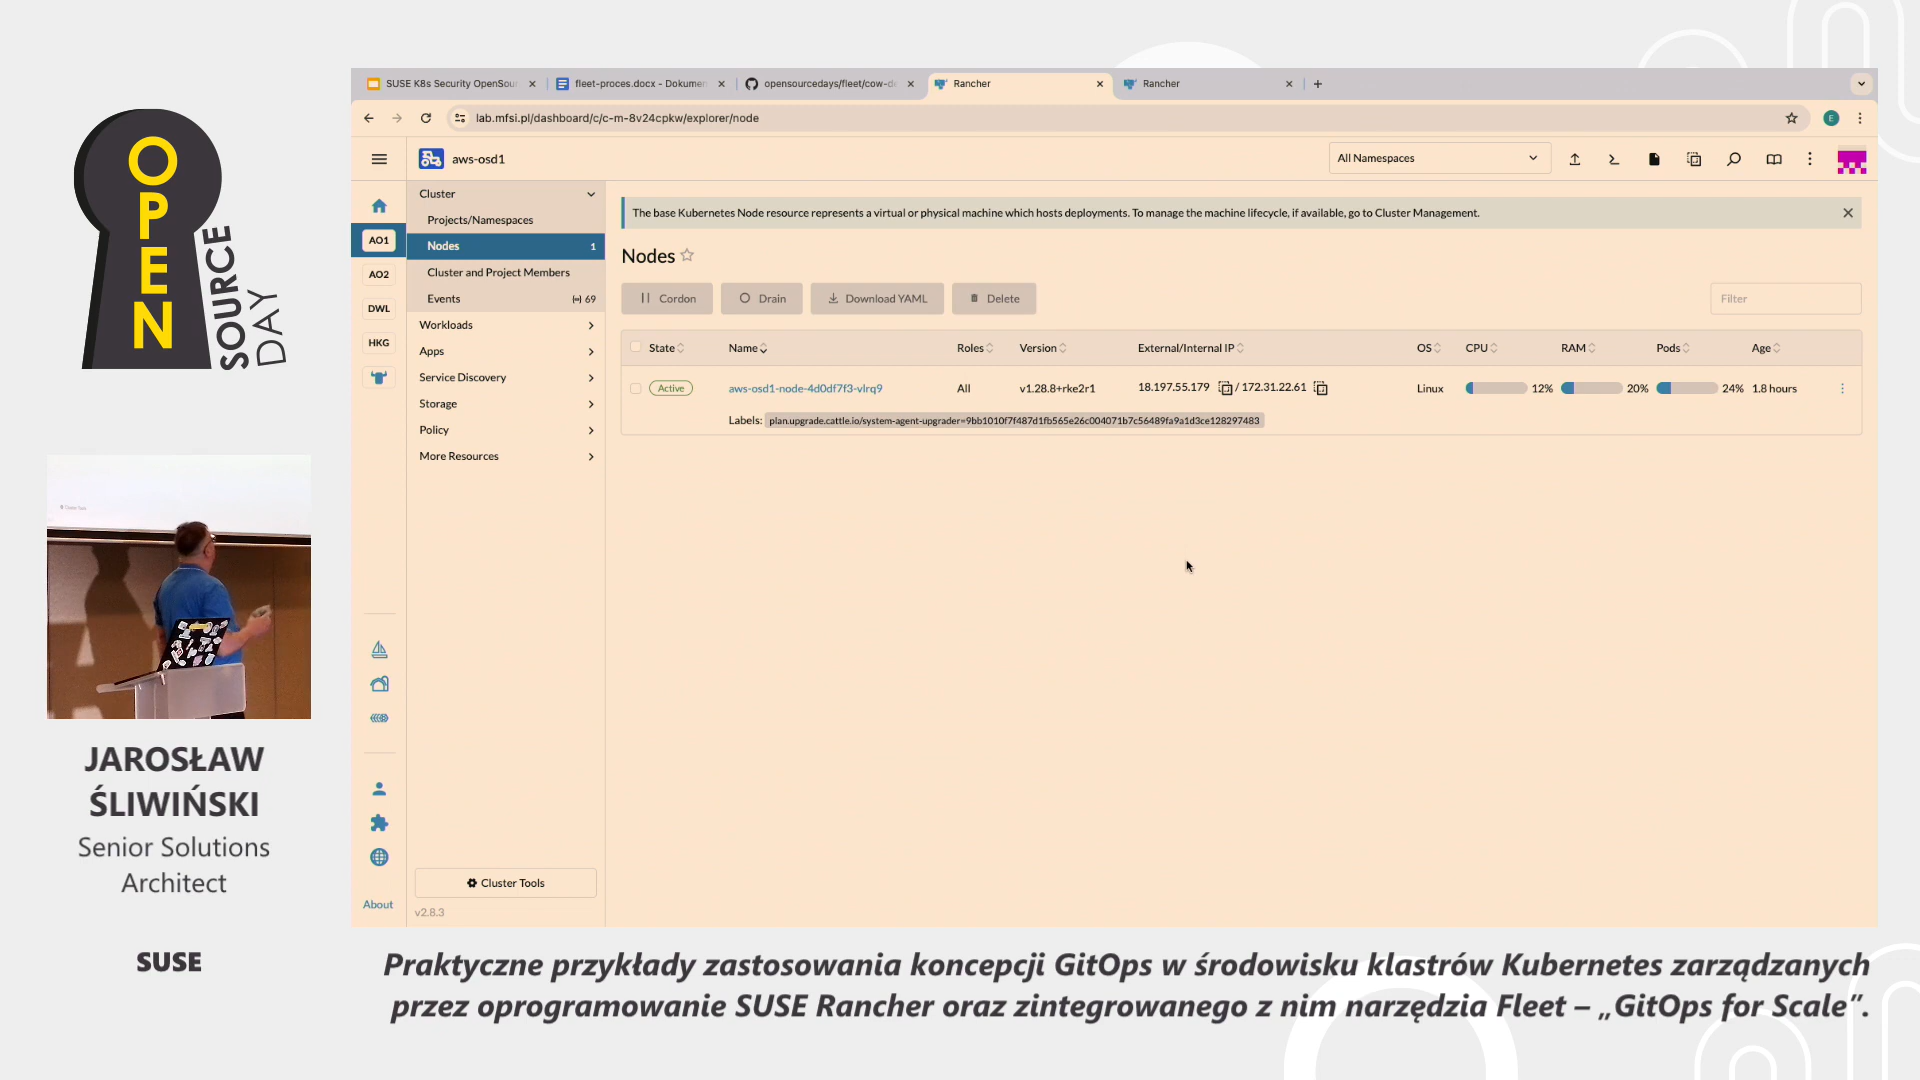 OPEN
SOURCE
DAY
JAROSŁAW
ŚLIWIŃSKI
Senior Solutions
Architect
SUSE
SUSE K8s Security OpenSour
fleet-proces.docx - Dokumen
opensourcedays/fleet/cow-de
Rancher
Rancher
lab.mfsi.pl/dashboard/c/c-m-8v24cpkw/explorer/node
E
aws-osd1
All Namespaces
AO1
AO2
DWL
HKG
About
Cluster
Projects/Namespaces
Nodes 1
Cluster and Project Members
Events 69
Workloads
Apps
Service Discovery
Storage
Policy
More Resources
Cluster Tools
v2.8.3
The base Kubernetes Node resource represents a virtual or physical machine which hosts deployments. To manage the machine lifecycle, if available, go to Cluster Management.
Nodes
Cordon Drain Download YAML Delete Filter
State Name Roles Version External/Internal IP OS CPU RAM Pods Age
Active aws-osd1-node-4d0df7f3-vlrq9 All v1.28.8+rke2r1 18.197.55.179 / 172.31.22.61 Linux 12% 20% 24% 1.8 hours
Labels: plan.upgrade.cattle.io/system-agent-upgrader=9bb1010f7f487d1fb565e26c004071b7c56489fa9a1d3ce128297483
Praktyczne przykłady zastosowania koncepcji GitOps w środowisku klastrów Kubernetes zarządzanych
przez oprogramowanie SUSE Rancher oraz zintegrowanego z nim narzędzia Fleet – „GitOps for Scale”.